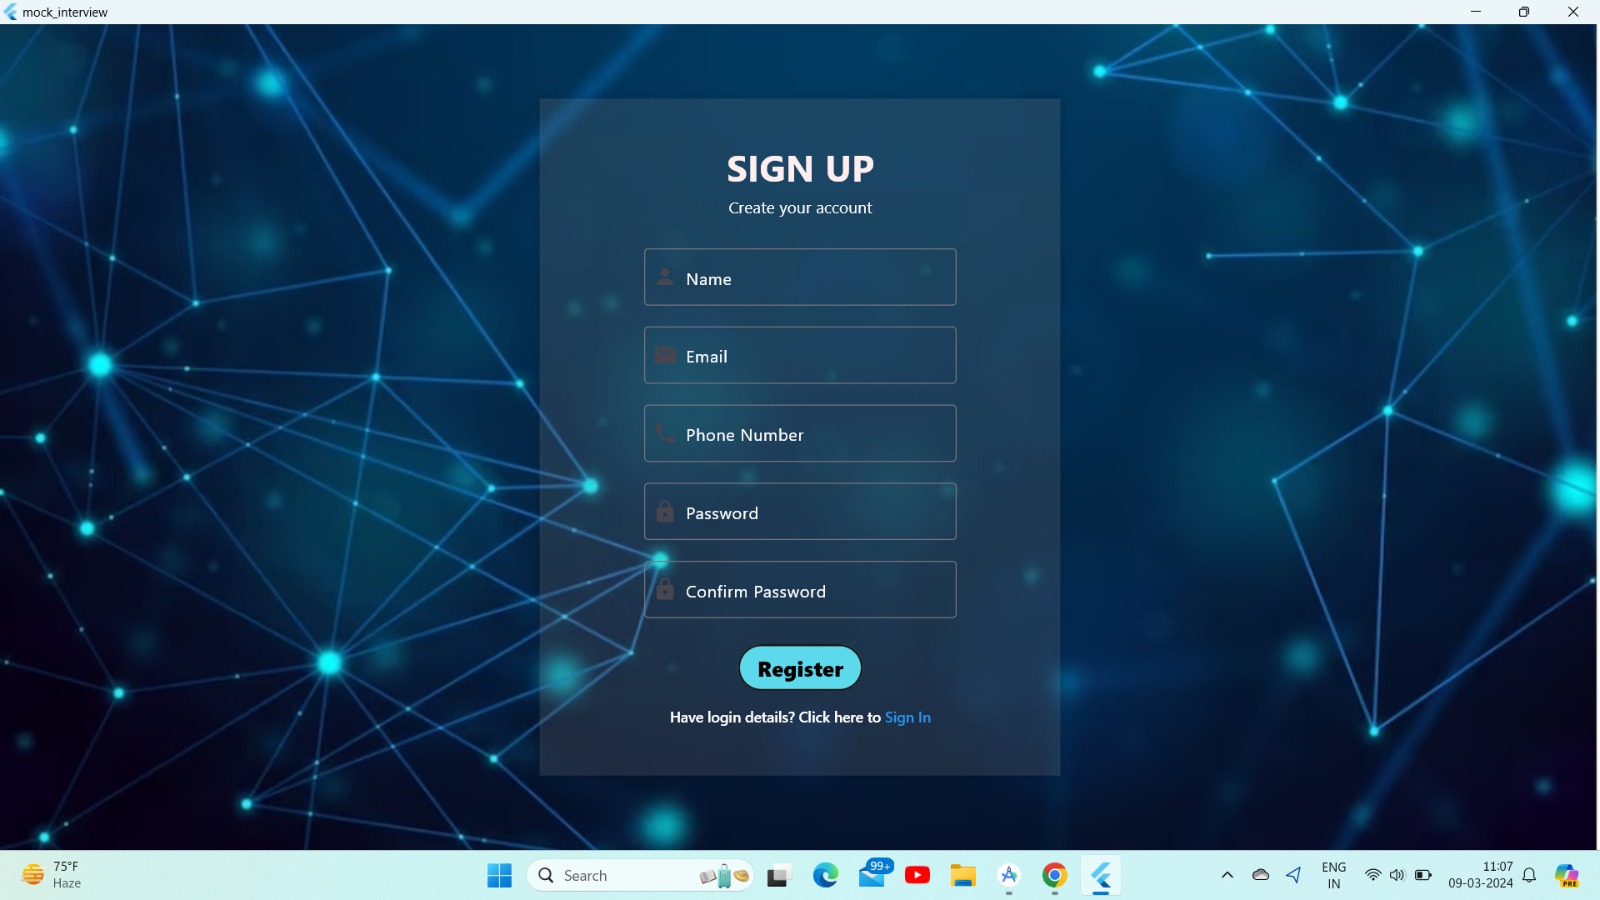 mock_interview
SIGN UP
Create your account
Name
Email
Phone Number
Password
Confirm Password
Register
Have login details? Click here to Sign In
75°F
Haze
Search
99+
ENG
IN
11:07
09-03-2024
PRE